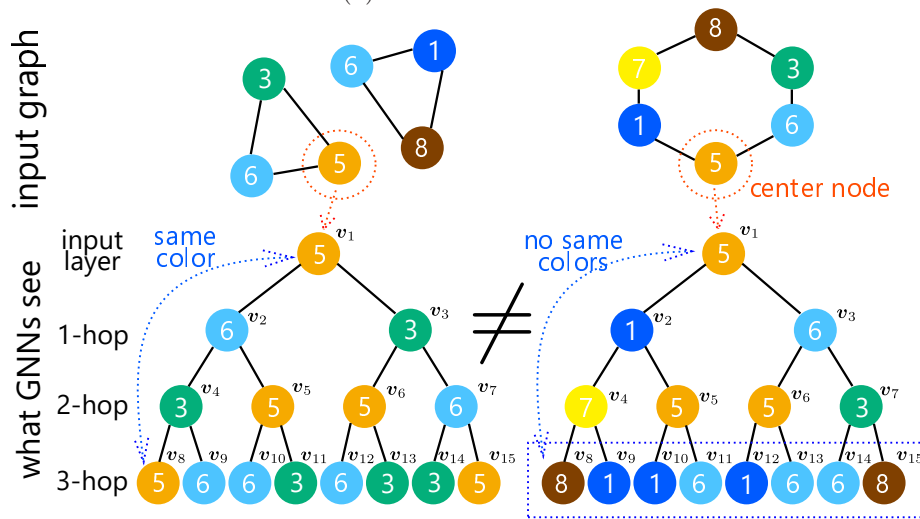 input graph
3
6
5
6
1
8
8
7
3
1
6
5
center node
what GNNs see
input
layer
same
color
5 v1
no same
colors
5 v1
1-hop
6 v2 3 v3
≠
1 v2 6 v3
2-hop
3 v4 5 v5 5 v6 6 v7
7 v4 5 v5 5 v6 3 v7
3-hop
v8 v9 v10 v11 v12 v13 v14 v15
5 6 6 3 6 3 3 5
v8 v9 v10 v11 v12 v13 v14 v15
8 1 1 6 1 6 6 8